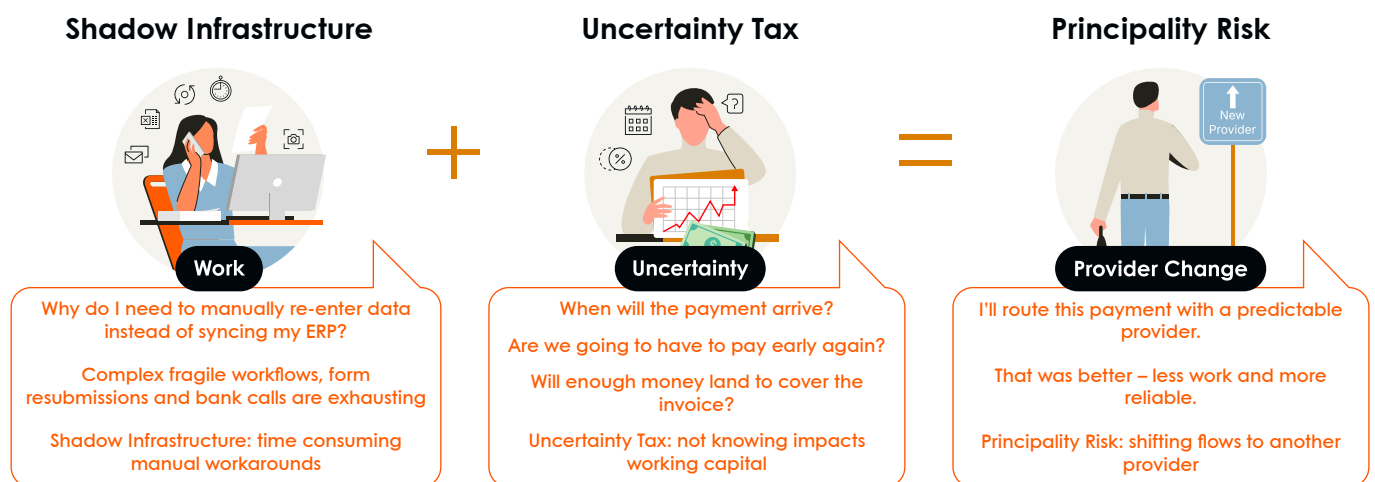 Shadow Infrastructure
Uncertainty Tax
Principality Risk
?
%
$
New
Provider
Work
Uncertainty
Provider Change
Why do I need to manually re-enter data
instead of syncing my ERP?
Complex fragile workflows, form
resubmissions and bank calls are exhausting
Shadow Infrastructure: time consuming
manual workarounds
When will the payment arrive?
Are we going to have to pay early again?
Will enough money land to cover the
invoice?
Uncertainty Tax: not knowing impacts
working capital
I’ll route this payment with a predictable
provider.
That was better – less work and more
reliable.
Principality Risk: shifting flows to another
provider